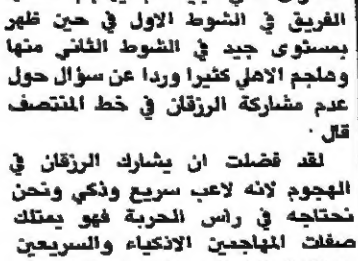 الفريق في الشوط الاول في حين ظهر
بمستوى جيد في الشوط الثاني منها
وهاجم الاهلي كثيرا وردا عن سؤال حول
عدم مشاركة الرزقان في خط المنتصف
قال .
لقد فضلت ان يشارك الرزقان في
الهجوم لانه لاعب سريع وذكي ونحن
نحتاجه في راس الحربة فهو يمتلك
صفات المهاجمين الاذكياء والسريعين